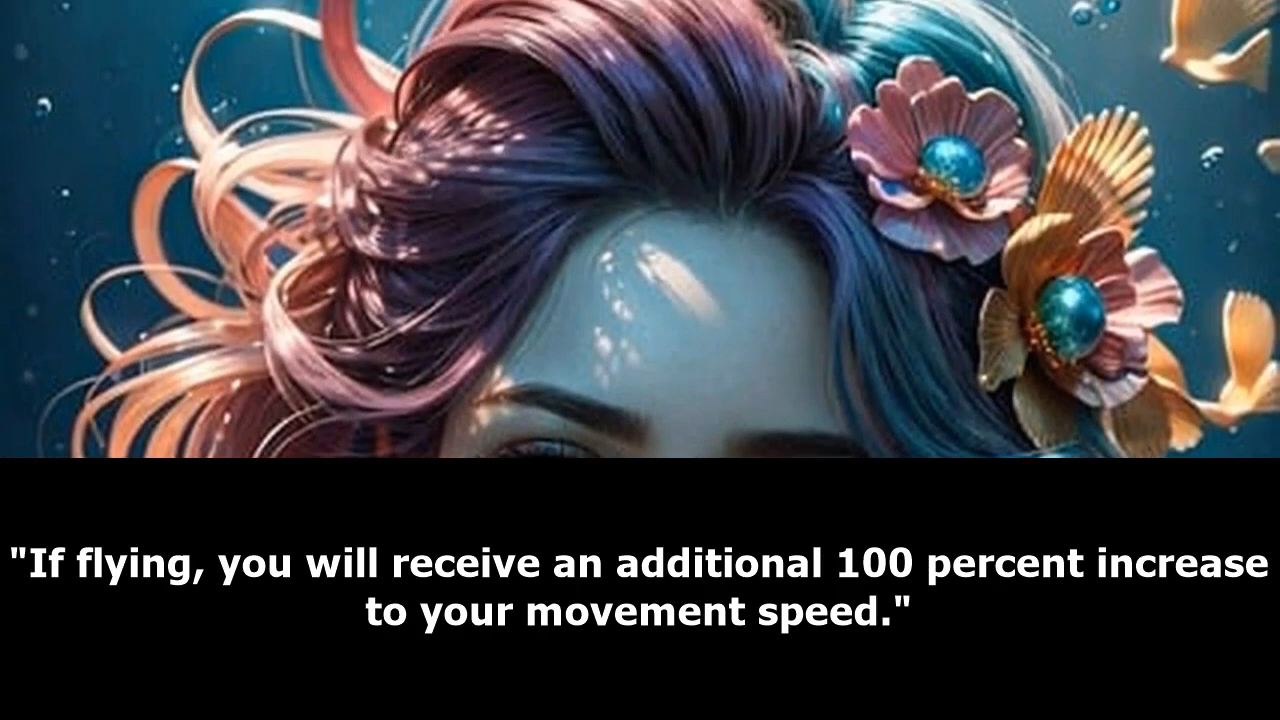 "If flying, you will receive an additional 100 percent increase
to your movement speed."